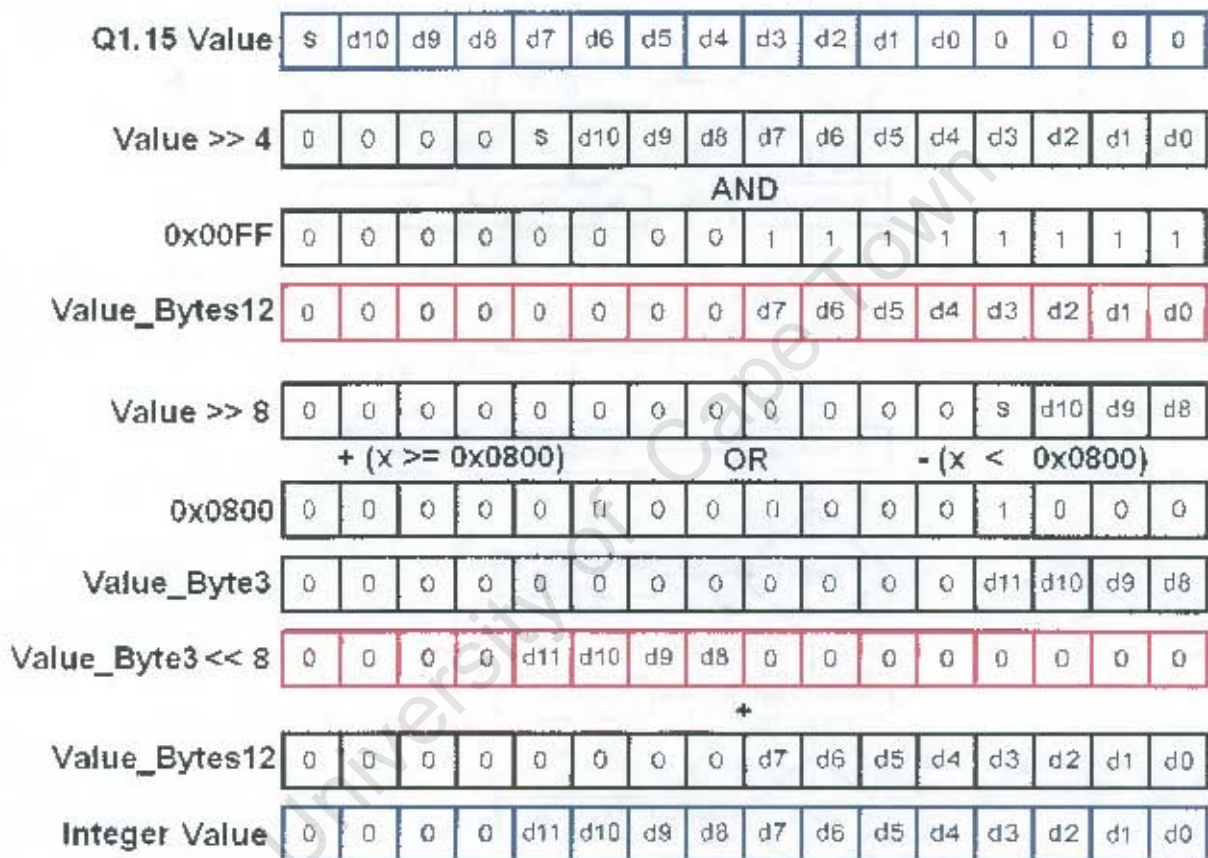 Q1.15 Value s d10 d9 d8 d7 d6 d5 d4 d3 d2 d1 d0 0 0 0 0
Value >> 4 0 0 0 0 s d10 d9 d8 d7 d6 d5 d4 d3 d2 d1 d0
AND
0x00FF 0 0 0 0 0 0 0 0 1 1 1 1 1 1 1 1
Value_Bytes12 0 0 0 0 0 0 0 0 d7 d6 d5 d4 d3 d2 d1 d0
Value >> 8 0 0 0 0 0 0 0 0 0 0 0 0 s d10 d9 d8
+ (x >= 0x0800) OR - (x < 0x0800)
0x0800 0 0 0 0 0 0 0 0 0 0 0 0 1 0 0 0
Value_Byte3 0 0 0 0 0 0 0 0 0 0 0 0 d11 d10 d9 d8
Value_Byte3 << 8 0 0 0 0 d11 d10 d9 d8 0 0 0 0 0 0 0 0
+
Value_Bytes12 0 0 0 0 0 0 0 0 d7 d6 d5 d4 d3 d2 d1 d0
Integer Value 0 0 0 0 d11 d10 d9 d8 d7 d6 d5 d4 d3 d2 d1 d0
University of Cape Town